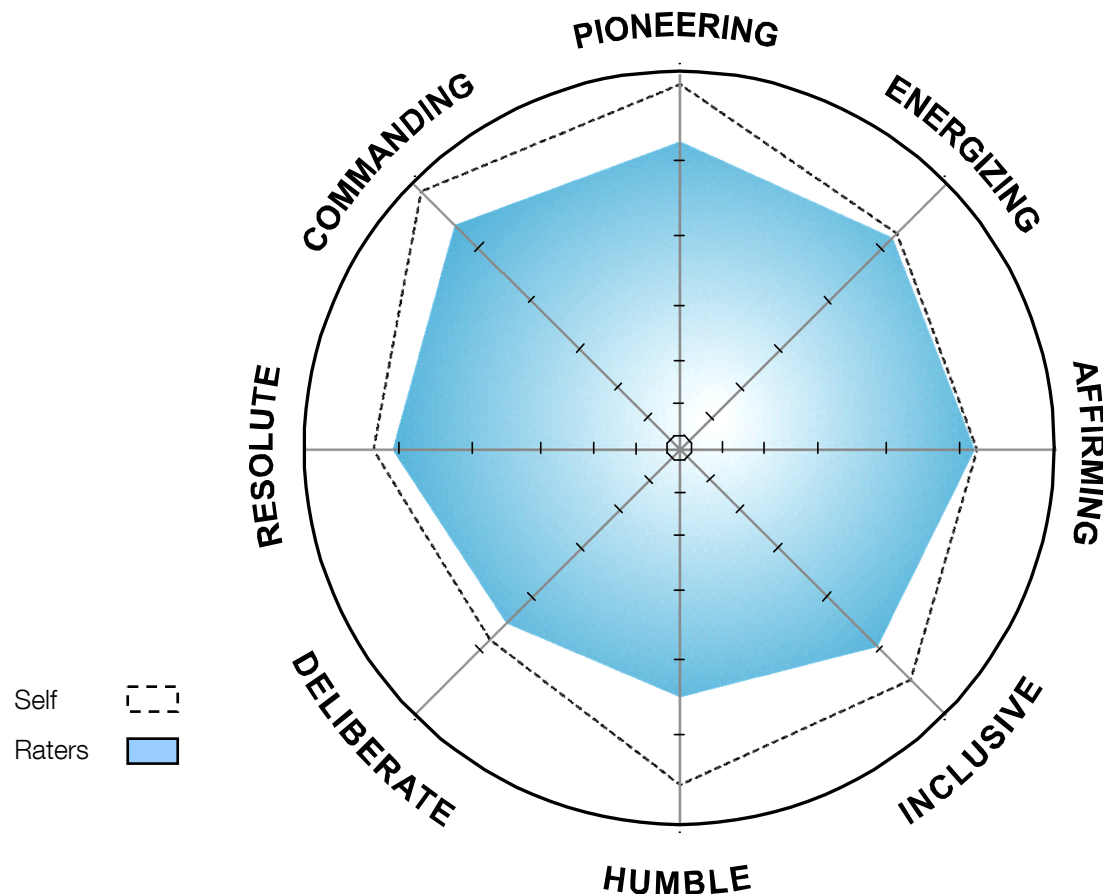 PIONEERING
ENERGIZING
AFFIRMING
INCLUSIVE
HUMBLE
DELIBERATE
RESOLUTE
COMMANDING
Self
Raters